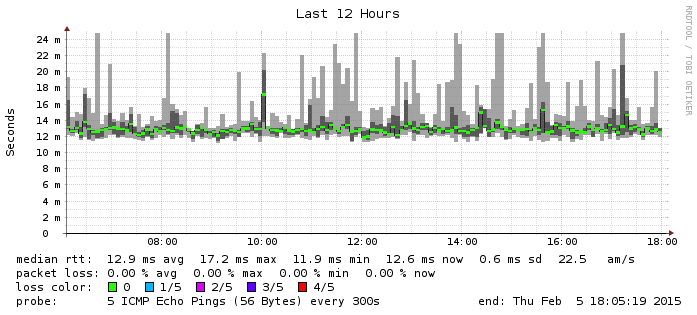 Last 12 Hours
RRDTOOL / TOBI OETIKER
Seconds
24 m
22 m
20 m
18 m
16 m
14 m
12 m
10 m
8 m
6 m
4 m
2 m
0
08:00 10:00 12:00 14:00 16:00 18:00
median rtt: 12.9 ms avg 17.2 ms max 11.9 ms min 12.6 ms now 0.6 ms sd 22.5 am/s
packet loss: 0.00 % avg 0.00 % max 0.00 % min 0.00 % now
loss color: 0 1/5 2/5 3/5 4/5
probe: 5 ICMP Echo Pings (56 Bytes) every 300s end: Thu Feb 5 18:05:19 2015